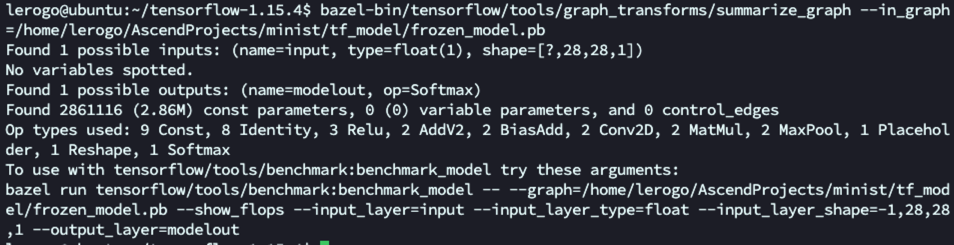 lerogo@ubuntu:~/tensorflow-1.15.4$ bazel-bin/tensorflow/tools/graph_transforms/summarize_graph --in_graph
=/home/lerogo/AscendProjects/minist/tf_model/frozen_model.pb
Found 1 possible inputs: (name=input, type=float(1), shape=[?,28,28,1])
No variables spotted.
Found 1 possible outputs: (name=modelout, op=Softmax)
Found 2861116 (2.86M) const parameters, 0 (0) variable parameters, and 0 control_edges
Op types used: 9 Const, 8 Identity, 3 Relu, 2 AddV2, 2 BiasAdd, 2 Conv2D, 2 MatMul, 2 MaxPool, 1 Placehol
der, 1 Reshape, 1 Softmax
To use with tensorflow/tools/benchmark:benchmark_model try these arguments:
bazel run tensorflow/tools/benchmark:benchmark_model -- --graph=/home/lerogo/AscendProjects/minist/tf_mod
el/frozen_model.pb --show_flops --input_layer=input --input_layer_type=float --input_layer_shape=-1,28,28
,1 --output_layer=modelout